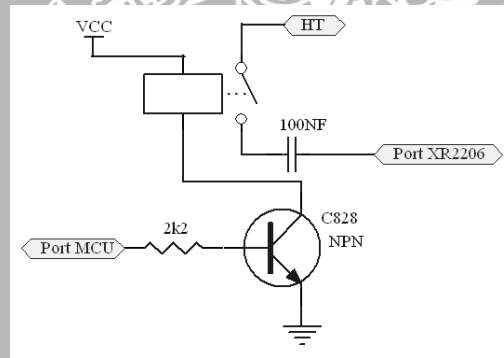 VCC
HT
100NF
Port XR2206
2k2
C828
NPN
Port MCU